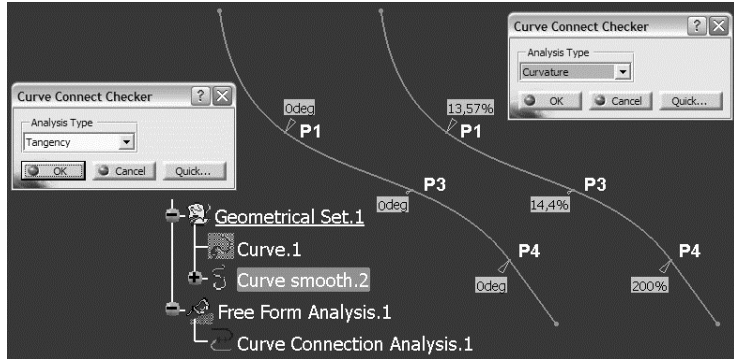 Curve Connect Checker
Analysis Type
Tangency
OK Cancel Quick...
0deg
P1
P3
0deg
P4
0deg
Curve Connect Checker
Analysis Type
Curvature
OK Cancel Quick...
13,57%
P1
P3
14,4%
P4
200%
Geometrical Set.1
Curve.1
Curve smooth.2
Free Form Analysis.1
Curve Connection Analysis.1